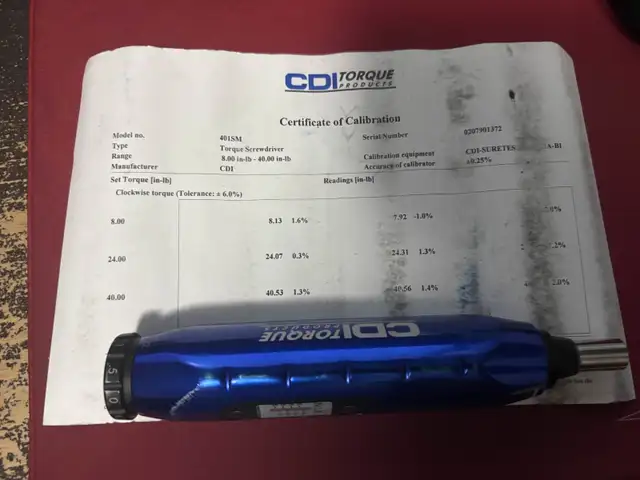 CDI TORQUE
PRODUCTS
Certificate of Calibration
Model no. 401SM Serial Number 0207901372
Type Torque Screwdriver
Range 8.00 in-lb - 40.00 in-lb Calibration equipment CDI-SURETES
Manufacturer CDI Accuracy of calibrator ±0.25%
Set Torque [in-lb] Readings [in-lb]
Clockwise torque (Tolerance: ± 6.0%)
8.00 8.13 1.6% 7.92 -1.0%
24.00 24.07 0.3% 24.31 1.3%
40.00 40.53 1.3% 40.56 1.4%
CDI TORQUE
PRODUCTS
5
0